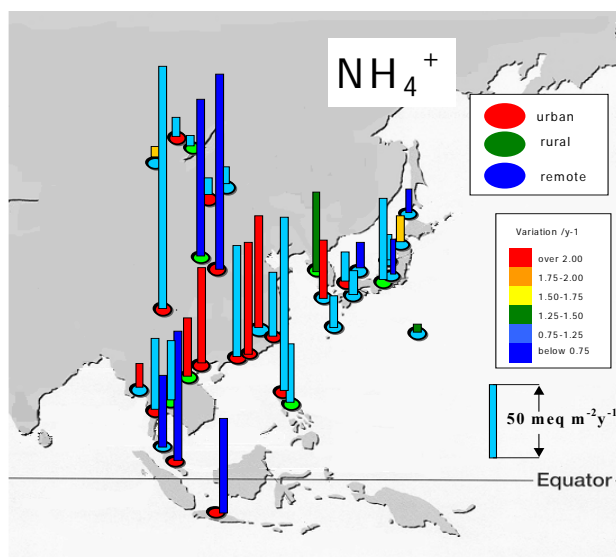 NH₄⁺
urban
rural
remote
Variation /y-1
over 2.00
1.75-2.00
1.50-1.75
1.25-1.50
0.75-1.25
below 0.75
50 meq m⁻²y⁻¹
Equator